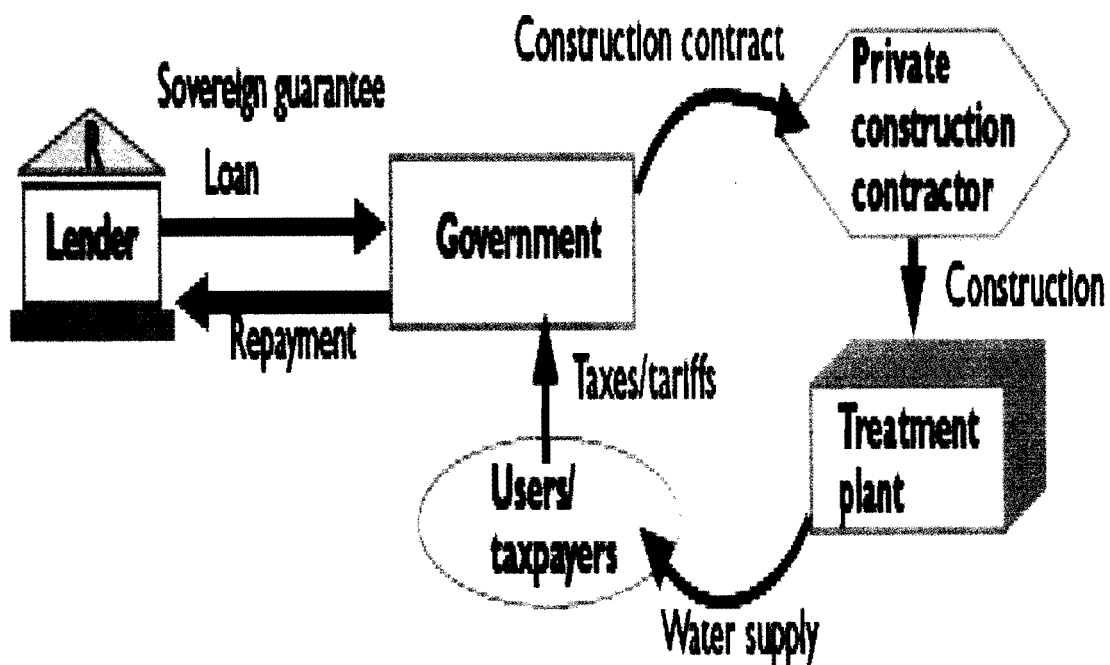 Construction contract
Private
construction
contractor
Sovereign guarantee
R
Loan
Lender
Government
Construction
Repayment
Taxes/tariffs
Treatment
plant
Users/
taxpayers
Water supply